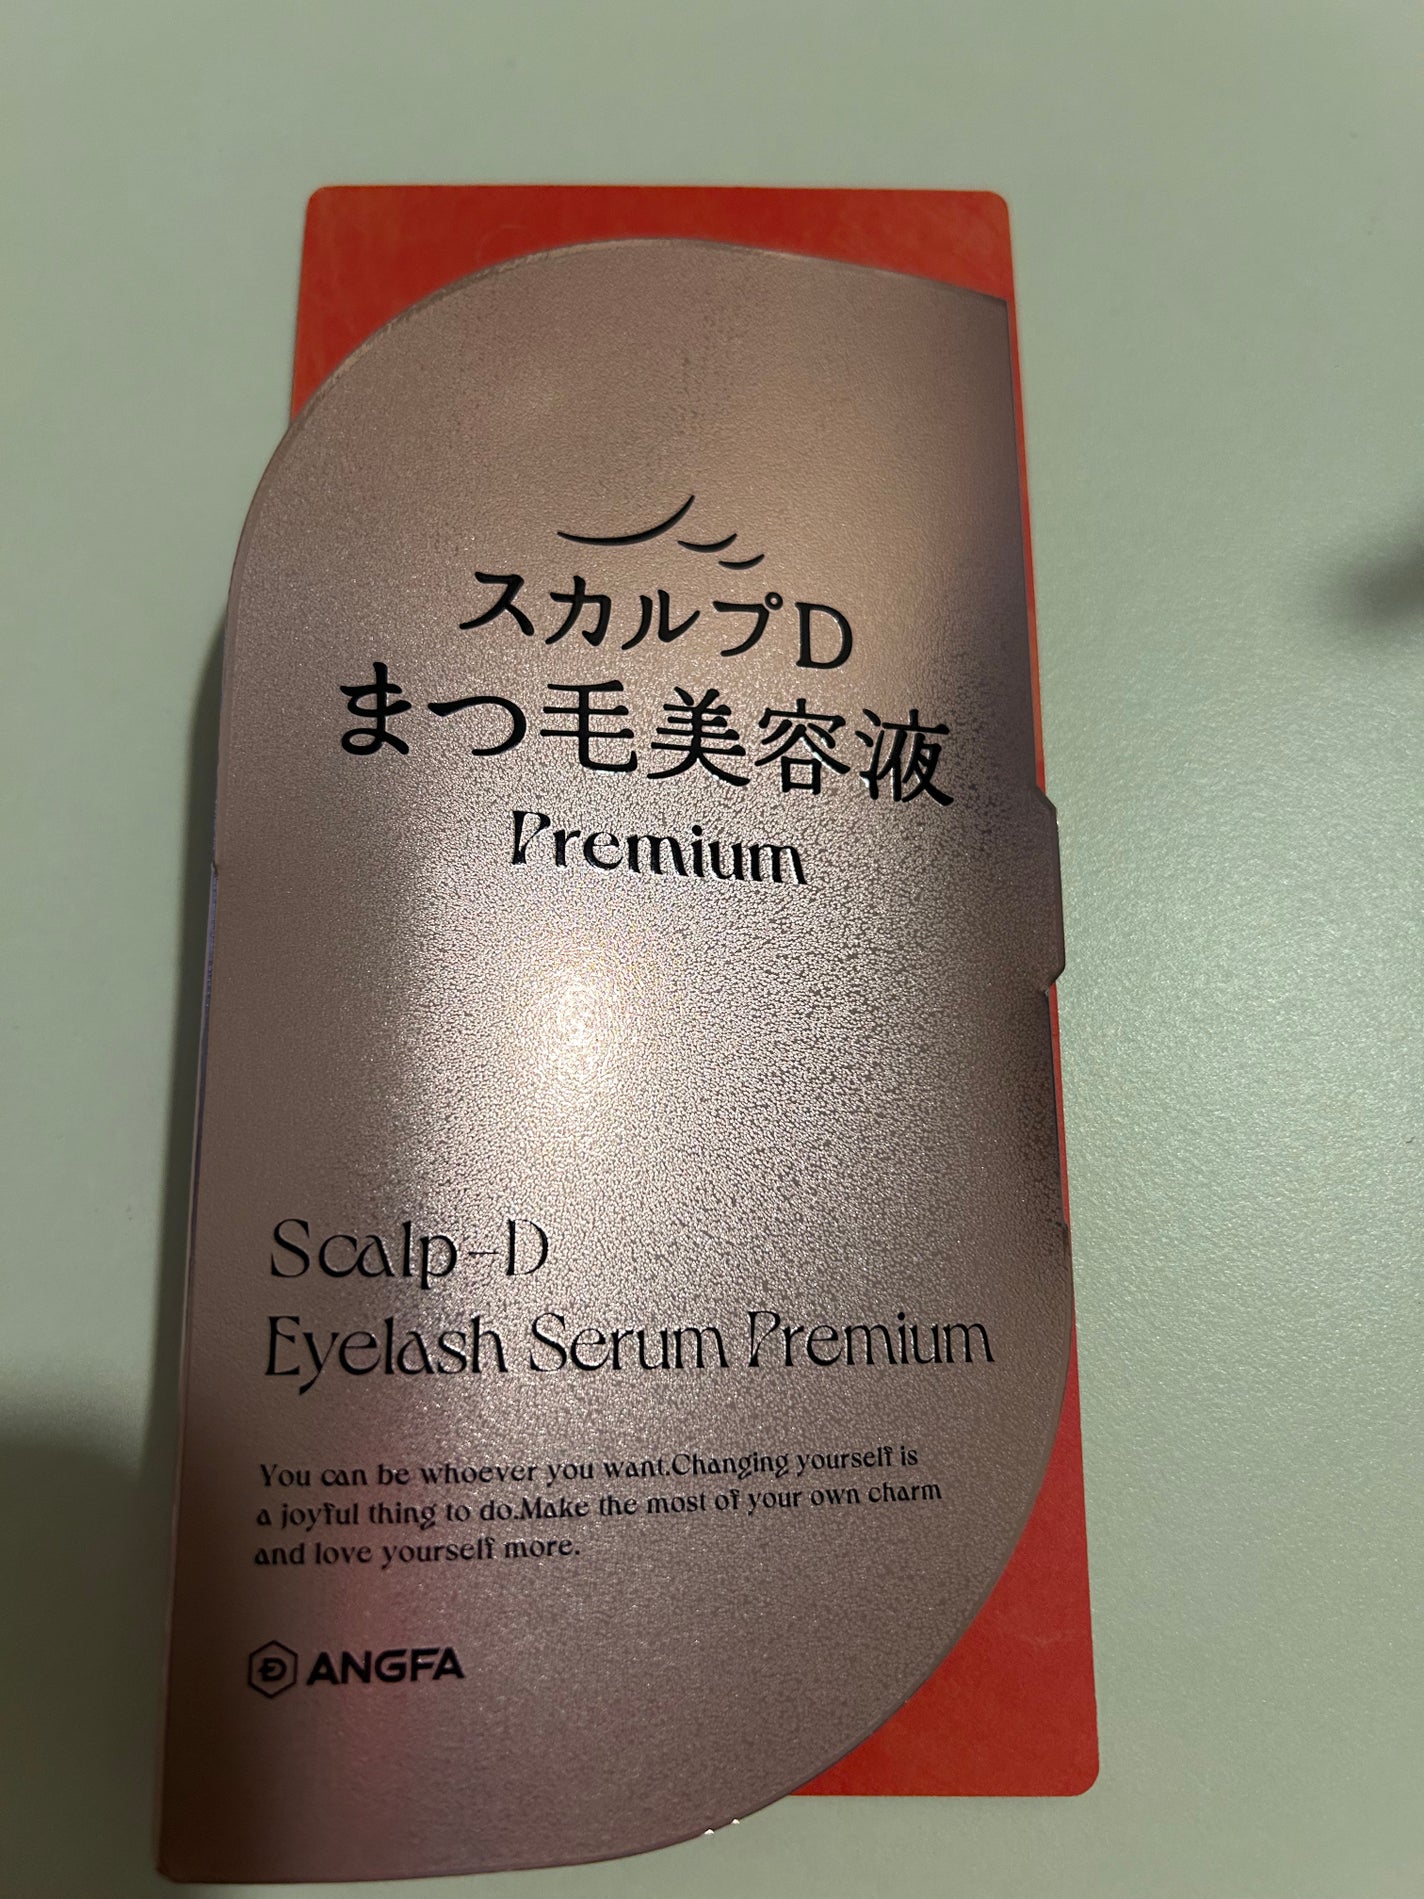 スカルプD
まつ毛美容液
Premium
Scalp-D
Eyelash Serum Premium
You can be whoever you want.Changing yourself is
a joyful thing to do.Make the most of your own charm
and love yourself more.
ANGFA